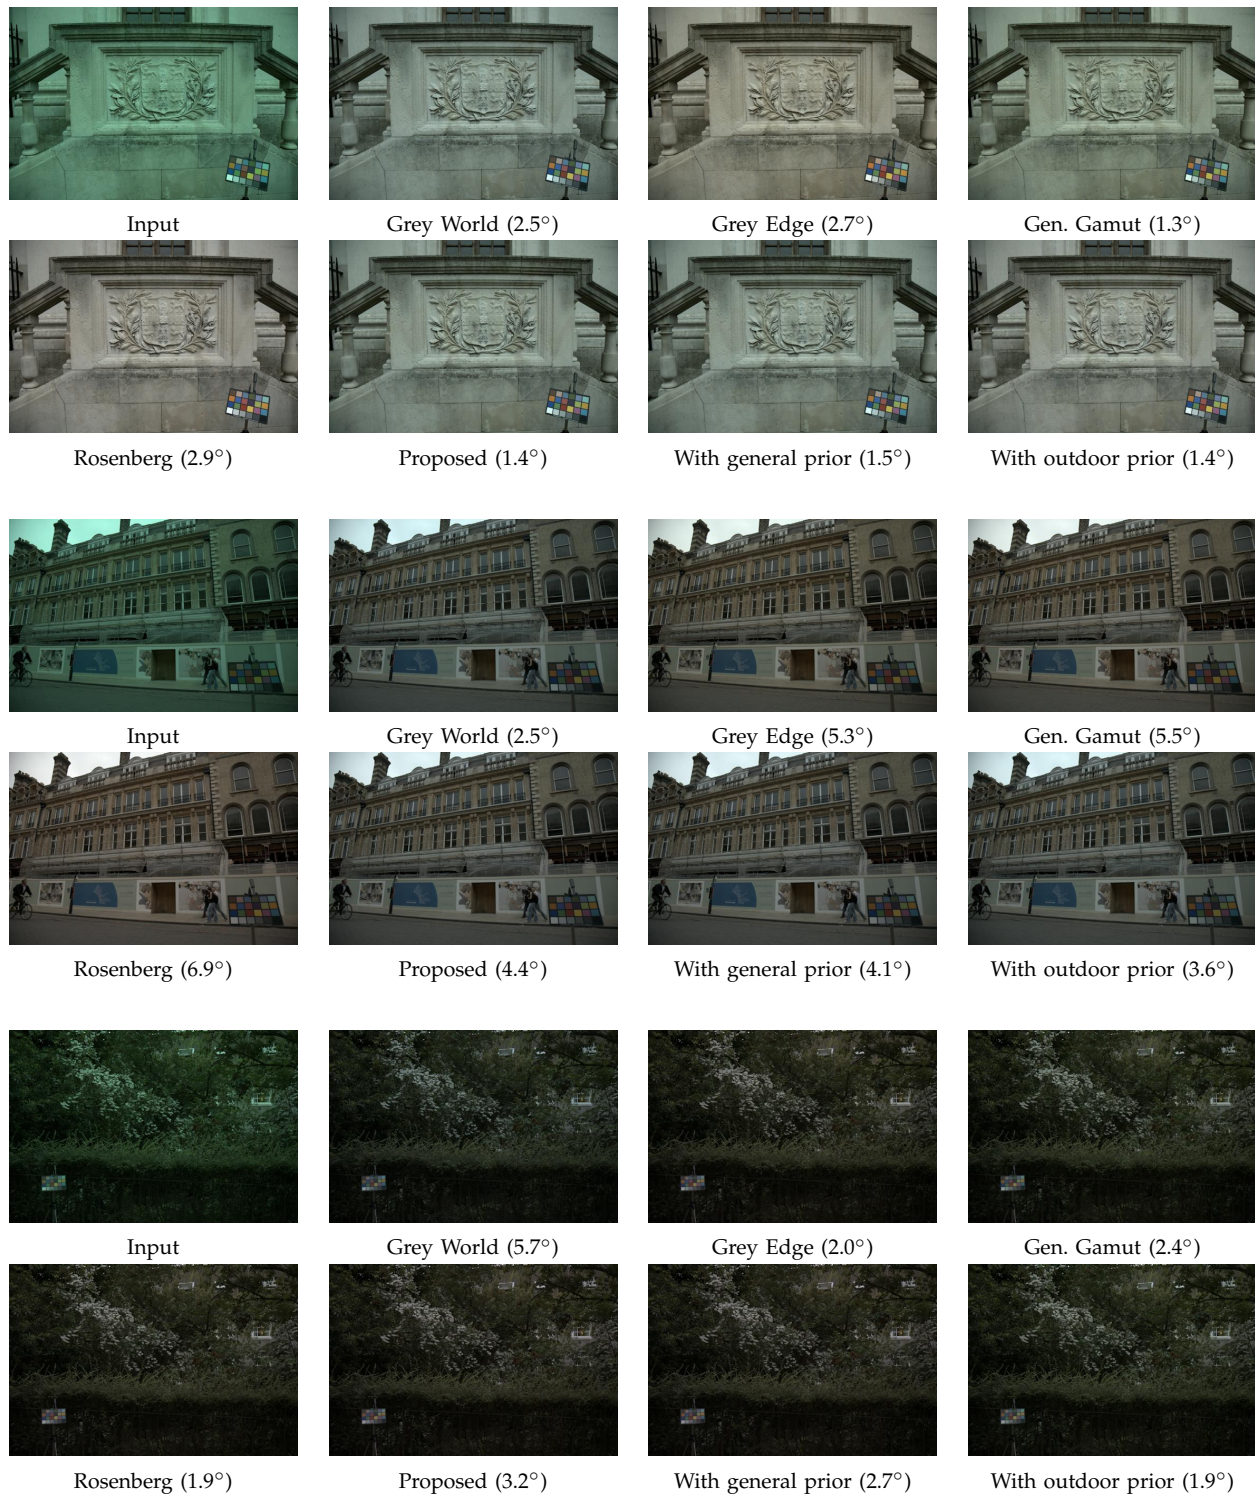 Input Grey World (2.5°) Grey Edge (2.7°) Gen. Gamut (1.3°)
Rosenberg (2.9°) Proposed (1.4°) With general prior (1.5°) With outdoor prior (1.4°)
Input Grey World (2.5°) Grey Edge (5.3°) Gen. Gamut (5.5°)
Rosenberg (6.9°) Proposed (4.4°) With general prior (4.1°) With outdoor prior (3.6°)
Input Grey World (5.7°) Grey Edge (2.0°) Gen. Gamut (2.4°)
Rosenberg (1.9°) Proposed (3.2°) With general prior (2.7°) With outdoor prior (1.9°)